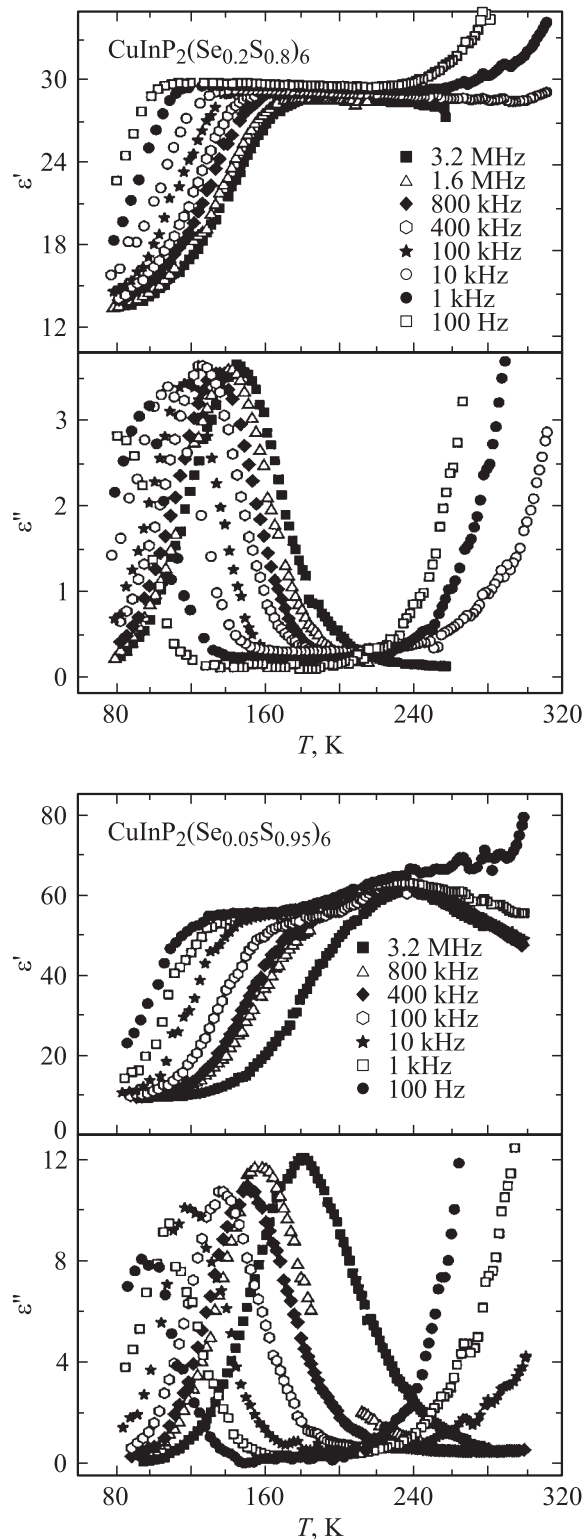 CuInP2(Se0.2S0.8)6
30
27
24
21
18
15
12
ε'
3.2 MHz
1.6 MHz
800 kHz
400 kHz
100 kHz
10 kHz
1 kHz
100 Hz
3
2
1
0
ε"
80
160
240
320
T, K
CuInP2(Se0.05S0.95)6
80
60
40
20
0
ε'
3.2 MHz
800 kHz
400 kHz
100 kHz
10 kHz
1 kHz
100 Hz
12
8
4
0
ε"
80
160
240
320
T, K